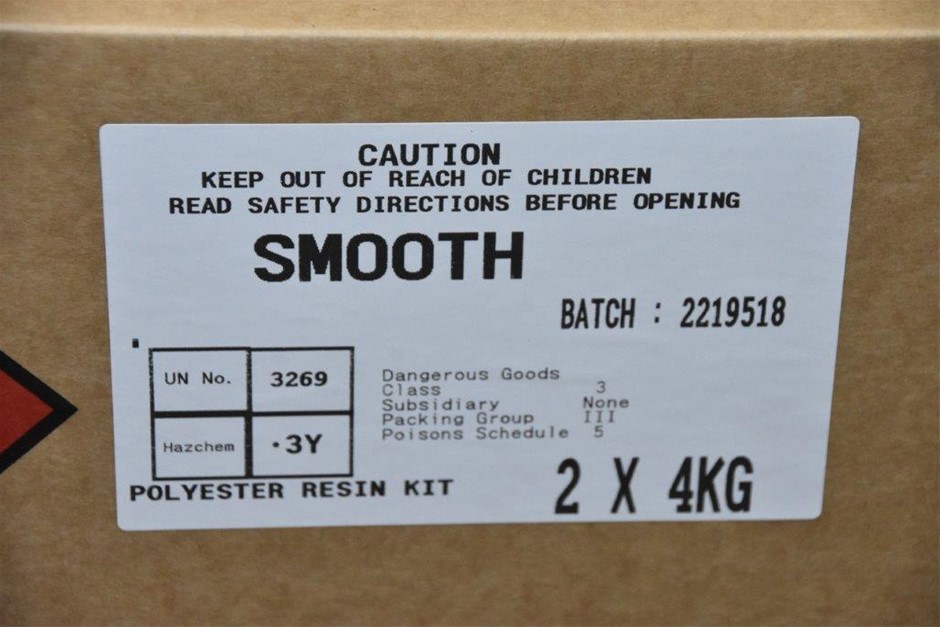 CAUTION
KEEP OUT OF REACH OF CHILDREN
READ SAFETY DIRECTIONS BEFORE OPENING
SMOOTH
BATCH : 2219518
UN No. 3269
Hazchem ·3Y
Dangerous Goods
Class 3
Subsidiary None
Packing Group III
Poisons Schedule 5
POLYESTER RESIN KIT
2 X 4KG